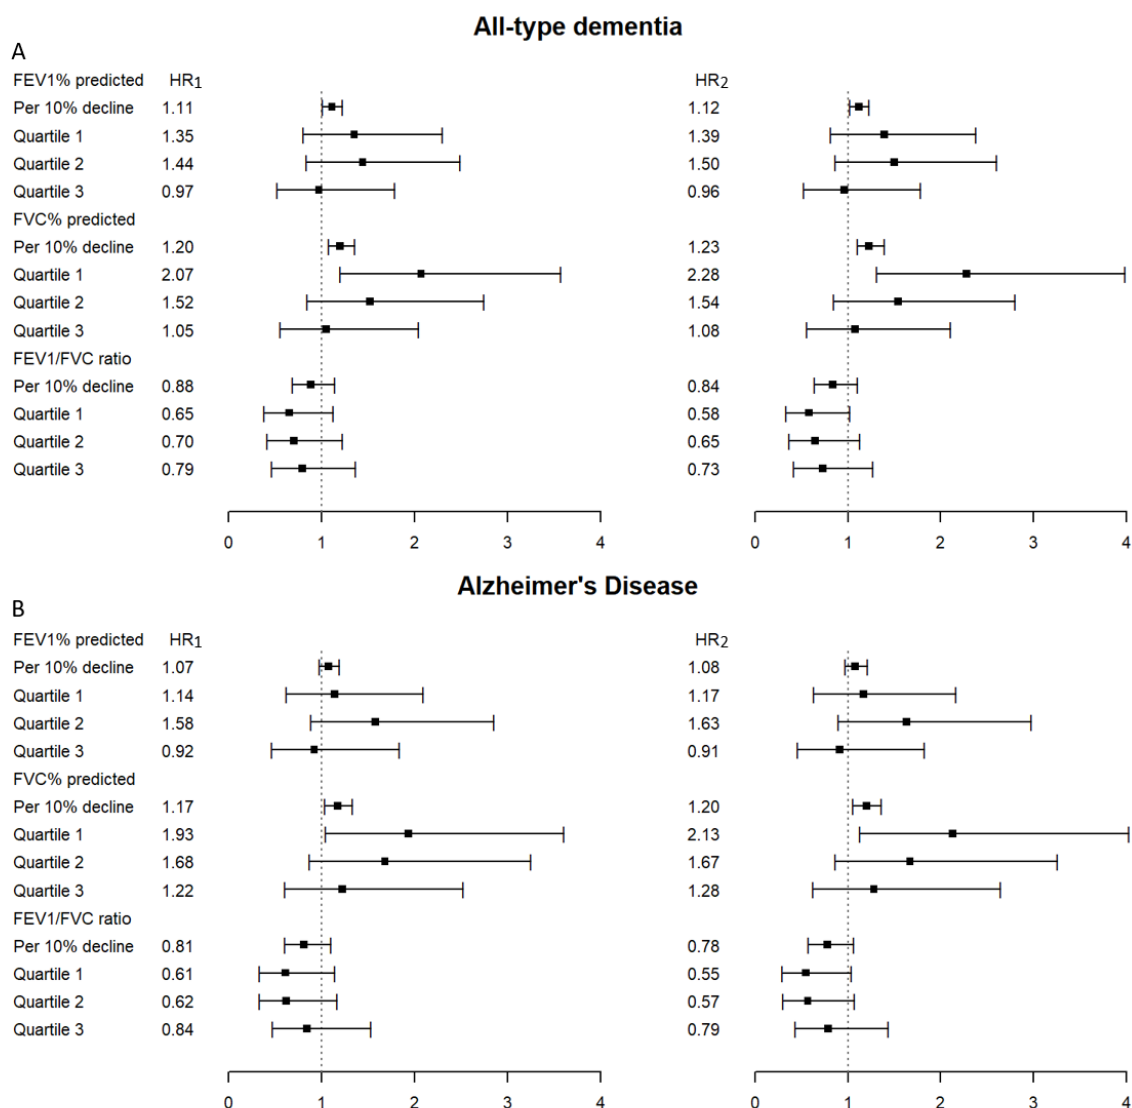 All-type dementia
A
FEV1% predicted HR1 HR2
Per 10% decline 1.11 1.12
Quartile 1 1.35 1.39
Quartile 2 1.44 1.50
Quartile 3 0.97 0.96
FVC% predicted
Per 10% decline 1.20 1.23
Quartile 1 2.07 2.28
Quartile 2 1.52 1.54
Quartile 3 1.05 1.08
FEV1/FVC ratio
Per 10% decline 0.88 0.84
Quartile 1 0.65 0.58
Quartile 2 0.70 0.65
Quartile 3 0.79 0.73
0 1 2 3 4 0 1 2 3 4
Alzheimer's Disease
B
FEV1% predicted HR1 HR2
Per 10% decline 1.07 1.08
Quartile 1 1.14 1.17
Quartile 2 1.58 1.63
Quartile 3 0.92 0.91
FVC% predicted
Per 10% decline 1.17 1.20
Quartile 1 1.93 2.13
Quartile 2 1.68 1.67
Quartile 3 1.22 1.28
FEV1/FVC ratio
Per 10% decline 0.81 0.78
Quartile 1 0.61 0.55
Quartile 2 0.62 0.57
Quartile 3 0.84 0.79
0 1 2 3 4 0 1 2 3 4